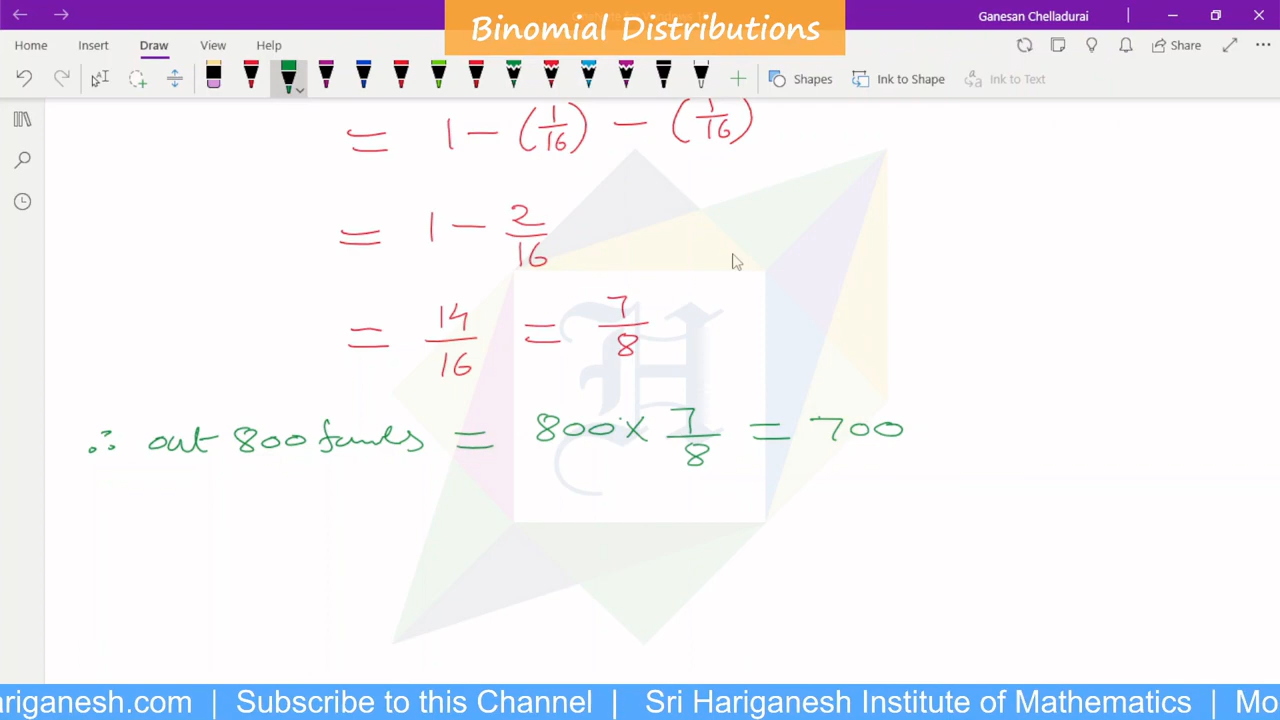 Binomial Distributions
Ganesan Chelladurai
Home Insert Draw View Help
Share
Shapes Ink to Shape Ink to Text
= 1 - (1/16) - (1/16)
= 1 - 2/16
= 14/16 = 7/8
∴ out 800 = 800 × 7/8 = 700
H
ariganesh.com | Subscribe to this Channel | Sri Hariganesh Institute of Mathematics | Mo